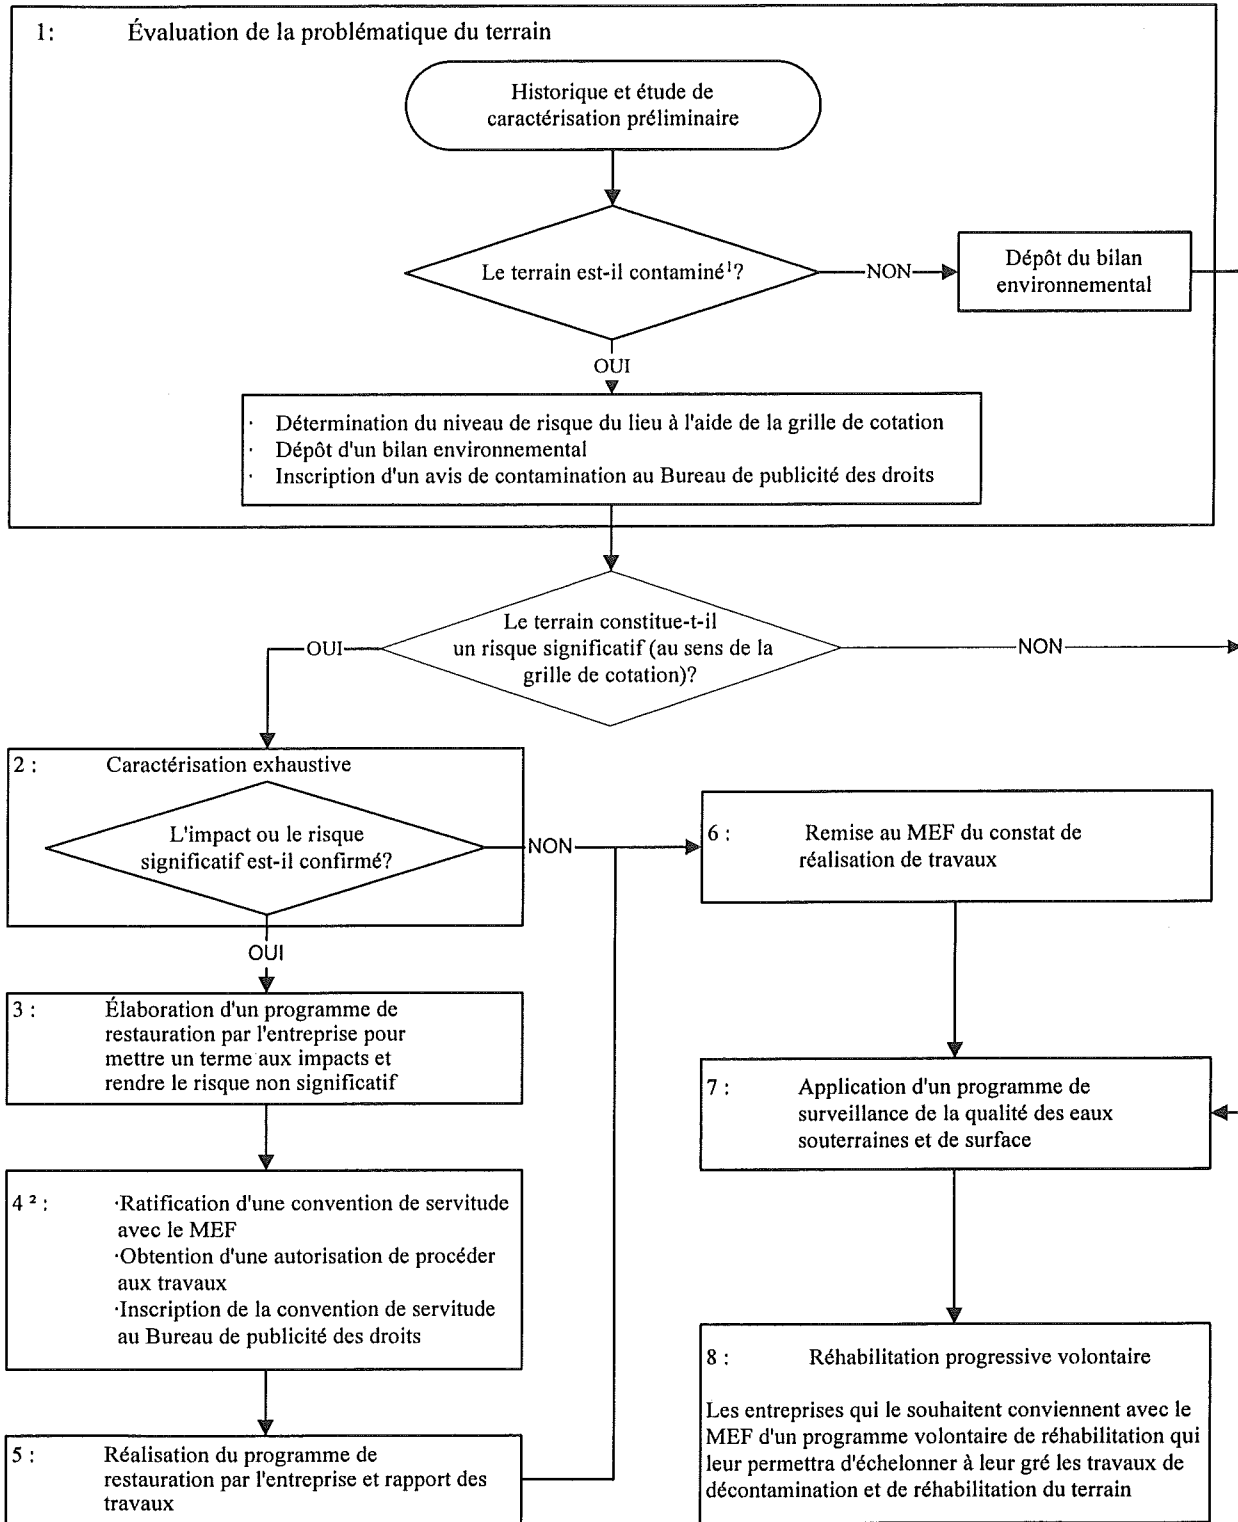 1: Évaluation de la problématique du terrain
Historique et étude de
caractérisation préliminaire
Le terrain est-il contaminé¹?
NON
Dépôt du bilan
environnemental
OUI
· Détermination du niveau de risque du lieu à l'aide de la grille de cotation
· Dépôt d'un bilan environnemental
· Inscription d'un avis de contamination au Bureau de publicité des droits
Le terrain constitue-t-il
un risque significatif (au sens de la
grille de cotation)?
OUI
NON
2 : Caractérisation exhaustive
L'impact ou le risque
significatif est-il confirmé?
NON
OUI
3 : Élaboration d'un programme de
restauration par l'entreprise pour
mettre un terme aux impacts et
rendre le risque non significatif
4 ² : ·Ratification d'une convention de servitude
avec le MEF
·Obtention d'une autorisation de procéder
aux travaux
·Inscription de la convention de servitude
au Bureau de publicité des droits
5 : Réalisation du programme de
restauration par l'entreprise et rapport des
travaux
6 : Remise au MEF du constat de
réalisation de travaux
7 : Application d'un programme de
surveillance de la qualité des eaux
souterraines et de surface
8 : Réhabilitation progressive volontaire
Les entreprises qui le souhaitent conviennent avec le
MEF d'un programme volontaire de réhabilitation qui
leur permettra d'échelonner à leur gré les travaux de
décontamination et de réhabilitation du terrain